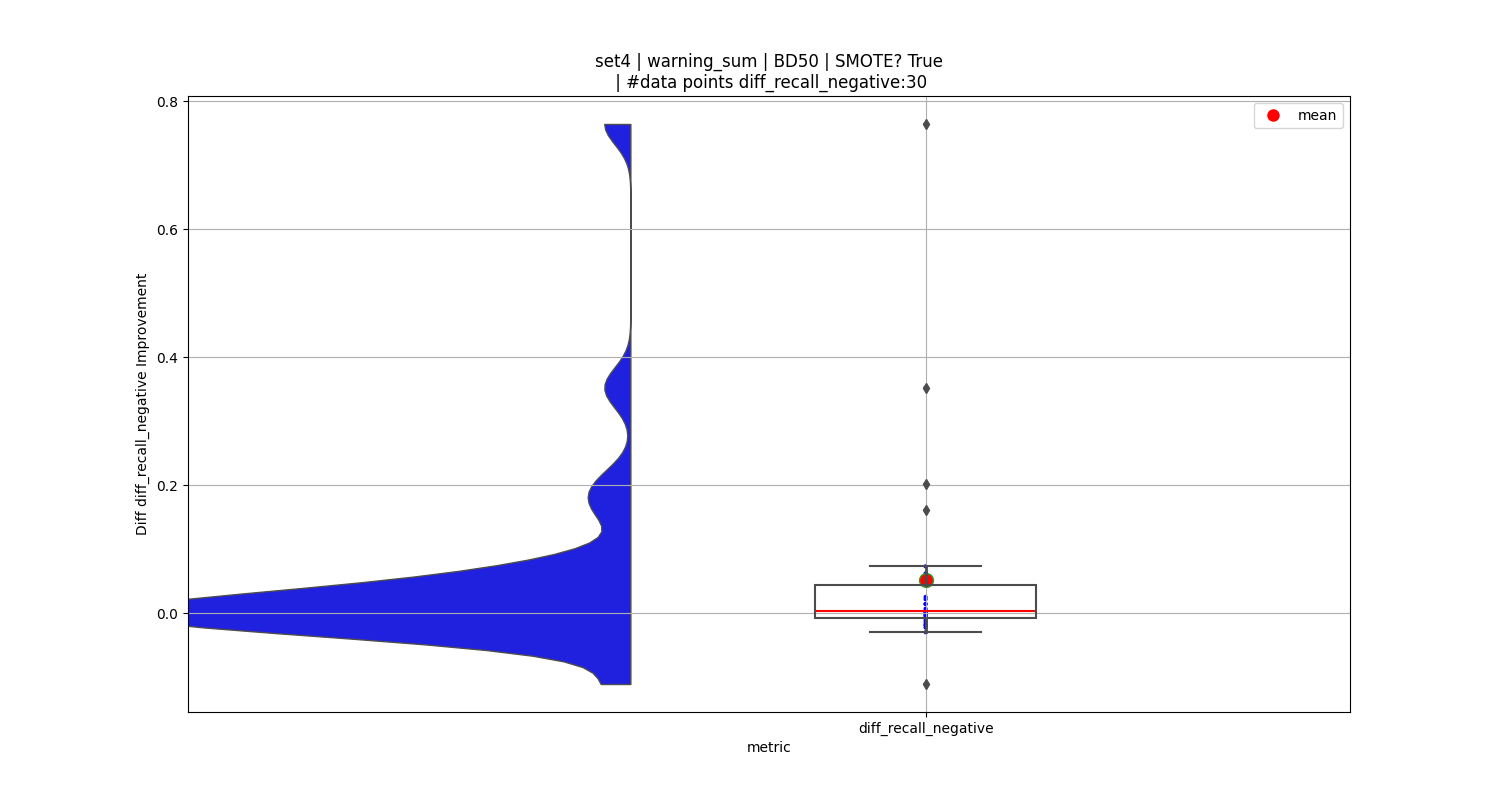 set4 | warning_sum | BD50 | SMOTE? True
| #data points diff_recall_negative:30
mean
0.8
0.6
0.4
0.2
0.0
Diff diff_recall_negative Improvement
diff_recall_negative
metric